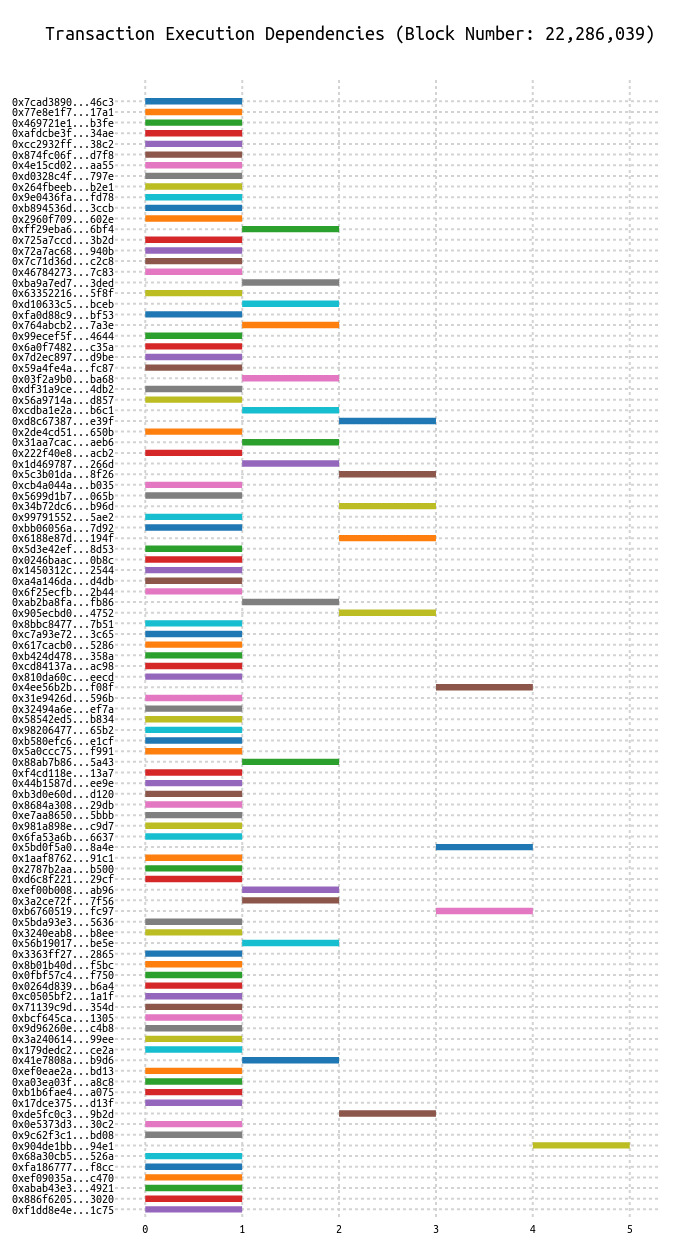 Transaction Execution Dependencies (Block Number: 22,286,039)
0x7cad3890...46c3
0x77e8e1f7...17a1
0x469721e1...b3fe
0xafdcbe3f...34ae
0xcc2932ff...38c2
0x874fc06f...d7f8
0x4e15cd02...aa55
0xd0328c4f...797e
0x264fbeeb...b2e1
0x9e0436fa...fd78
0xb894536d...3ccb
0x2960f709...602e
0xff29eba6...6bf4
0x725a7ccd...3b2d
0x72a7ac68...940b
0x7c71d36d...c2c8
0x46784273...7c83
0xba9a7ed7...3ded
0x63352216...5f8f
0xd10633c5...bceb
0xfa0d88c9...bf53
0x764abcb2...7a3e
0x99ecef5f...4644
0x6a0f7482...c35a
0x7d2ec897...d9be
0x59a4fe4a...fc87
0x03f2a9b0...ba68
0xdf31a9ce...4db2
0x56a9714a...d857
0xcdba1e2a...b6c1
0xd8c67387...e39f
0x2de4cd51...650b
0x31aa7cac...aeb6
0x222f40e8...acb2
0x1d469787...266d
0x5c3b01da...8f26
0xcb4a044a...b035
0x5699d1b7...065b
0x34b72dc6...b96d
0x99791552...5ae2
0xbb06056a...7d92
0x6188e87d...194f
0x5d3e42ef...8d53
0x0246baac...0b8c
0x1450312c...2544
0xa4a146da...d4db
0x6f25ecfb...2b44
0xab2ba8fa...fb86
0x905ecbd0...4752
0x8bbc8477...7b51
0xc7a93e72...3c65
0x617cacb0...5286
0xb424d478...358a
0xcd84137a...ac98
0x810da60c...eecd
0x4ee56b2b...f08f
0x31e9426d...596b
0x32494a6e...ef7a
0x58542ed5...b834
0x98206477...65b2
0xb580efc6...e1cf
0x5a0ccc75...f991
0x88ab7b86...5a43
0xf4cd118e...13a7
0x44b1587d...ee9e
0xb3d0e60d...d120
0x8684a308...29db
0xe7aa8650...5bbb
0x981a898e...c9d7
0x6fa53a6b...6637
0x5bd0f5a0...8a4e
0x1aaf8762...91c1
0x2787b2aa...b500
0xd6c8f221...29cf
0xef00b008...ab96
0x3a2ce72f...7f56
0xb6760519...fc97
0x5bda93e3...5636
0x3240eab8...b8ee
0x56b19017...be5e
0x3363ff27...2865
0x8b01b40d...f5bc
0x0fbf57c4...f750
0x0264d839...b6a4
0xc0505bf2...1a1f
0x71139c9d...354d
0xbcf645ca...1305
0x9d96260e...c4b8
0x3a240614...99ee
0x179dedc2...ce2a
0x41e7808a...b9d6
0xef0eae2a...bd13
0xa03ea03f...a8c8
0xb1b6fae4...a075
0x17dce375...d13f
0xde5fc0c3...9b2d
0x0e5373d3...30c2
0x9c62f3c1...bd08
0x904de1bb...94e1
0x68a30cb5...526a
0xfa186777...f8cc
0xef09035a...c470
0xabab43e3...4921
0x886f6205...3020
0xf1dd8e4e...1c75
0 1 2 3 4 5